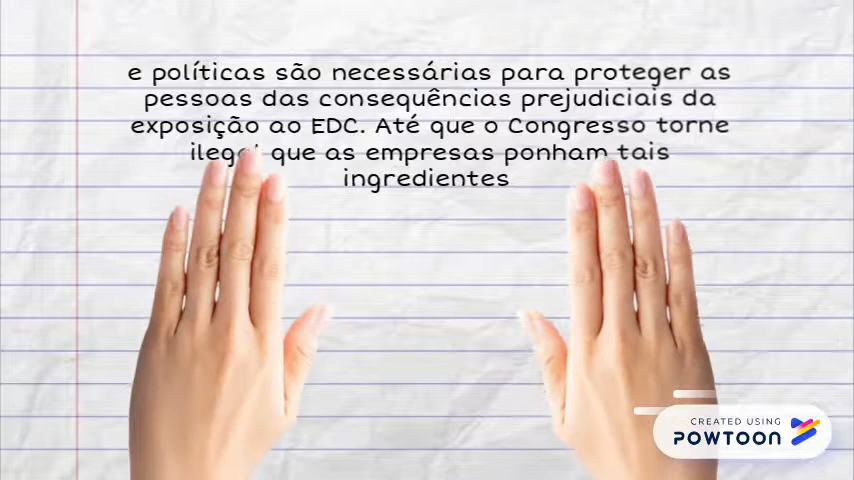 e políticas são necessárias para proteger as
pessoas das consequências prejudiciais da
exposição ao EDC. Até que o Congresso torne
ilegal que as empresas ponham tais
ingredientes
CREATED USING
POWTOON